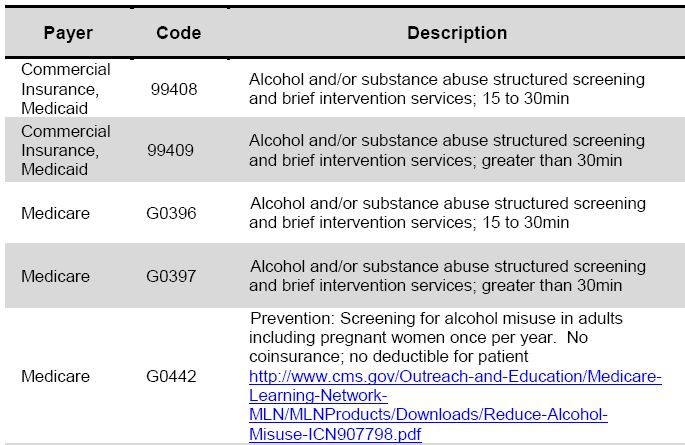 Payer Code Description
Commercial
Insurance,
Medicaid
99408
Alcohol and/or substance abuse structured screening
and brief intervention services; 15 to 30min
Commercial
Insurance,
Medicaid
99409
Alcohol and/or substance abuse structured screening
and brief intervention services; greater than 30min
Medicare
G0396
Alcohol and/or substance abuse structured screening
and brief intervention services; 15 to 30min
Medicare
G0397
Alcohol and/or substance abuse structured screening
and brief intervention services; greater than 30min
Medicare
G0442
Prevention: Screening for alcohol misuse in adults
including pregnant women once per year.  No
coinsurance; no deductible for patient
http://www.cms.gov/Outreach-and-Education/Medicare-
Learning-Network-
MLN/MLNProducts/Downloads/Reduce-Alcohol-
Misuse-ICN907798.pdf